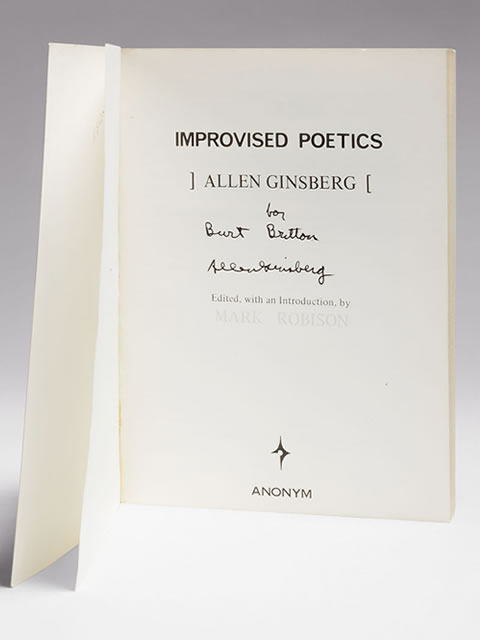 IMPROVISED POETICS
] ALLEN GINSBERG [
for
Burt Britton
Allen Ginsberg
Edited, with an Introduction, by
MARK ROBISON
ANONYM